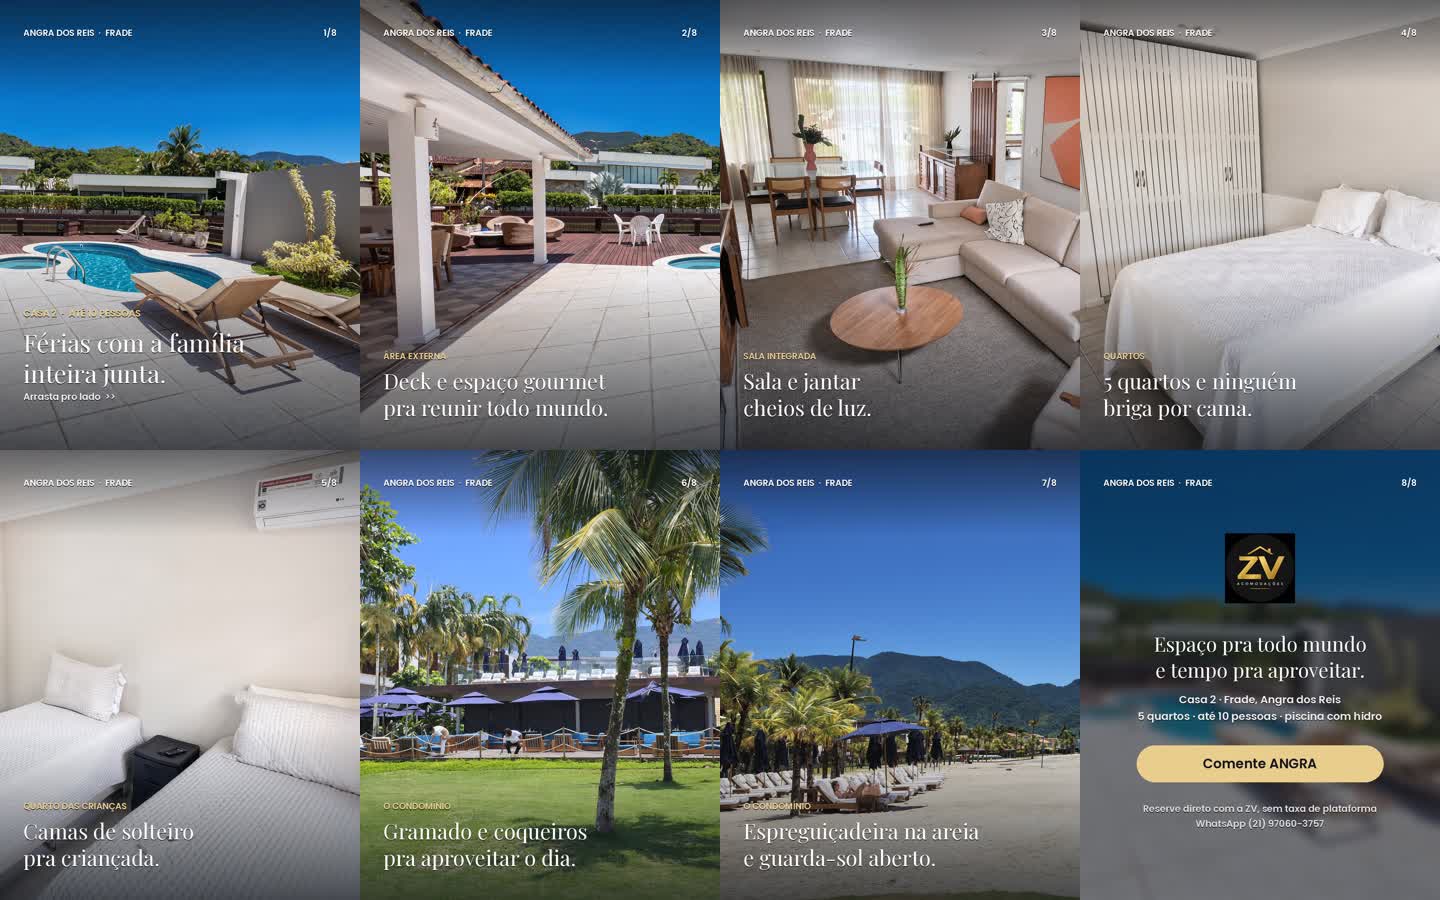 ANGRA DOS REIS · FRADE
1/8
CASA 2 · ATÉ 10 PESSOAS
Férias com a família
inteira junta.
Arrasta pro lado >>
ANGRA DOS REIS · FRADE
2/8
ÁREA EXTERNA
Deck e espaço gourmet
pra reunir todo mundo.
ANGRA DOS REIS · FRADE
3/8
SALA INTEGRADA
Sala e jantar
cheios de luz.
ANGRA DOS REIS · FRADE
4/8
QUARTOS
5 quartos e ninguém
briga por cama.
ANGRA DOS REIS · FRADE
5/8
QUARTO DAS CRIANÇAS
Camas de solteiro
pra criançada.
ANGRA DOS REIS · FRADE
6/8
O CONDOMÍNIO
Gramado e coqueiros
pra aproveitar o dia.
ANGRA DOS REIS · FRADE
7/8
O CONDOMÍNIO
Espreguiçadeira na areia
e guarda-sol aberto.
ANGRA DOS REIS · FRADE
8/8
ZV
ACOMODAÇÕES
Espaço pra todo mundo
e tempo pra aproveitar.
Casa 2 · Frade, Angra dos Reis
5 quartos · até 10 pessoas · piscina com hidro
Comente ANGRA
Reserve direto com a ZV, sem taxa de plataforma
WhatsApp (21) 97060-3757